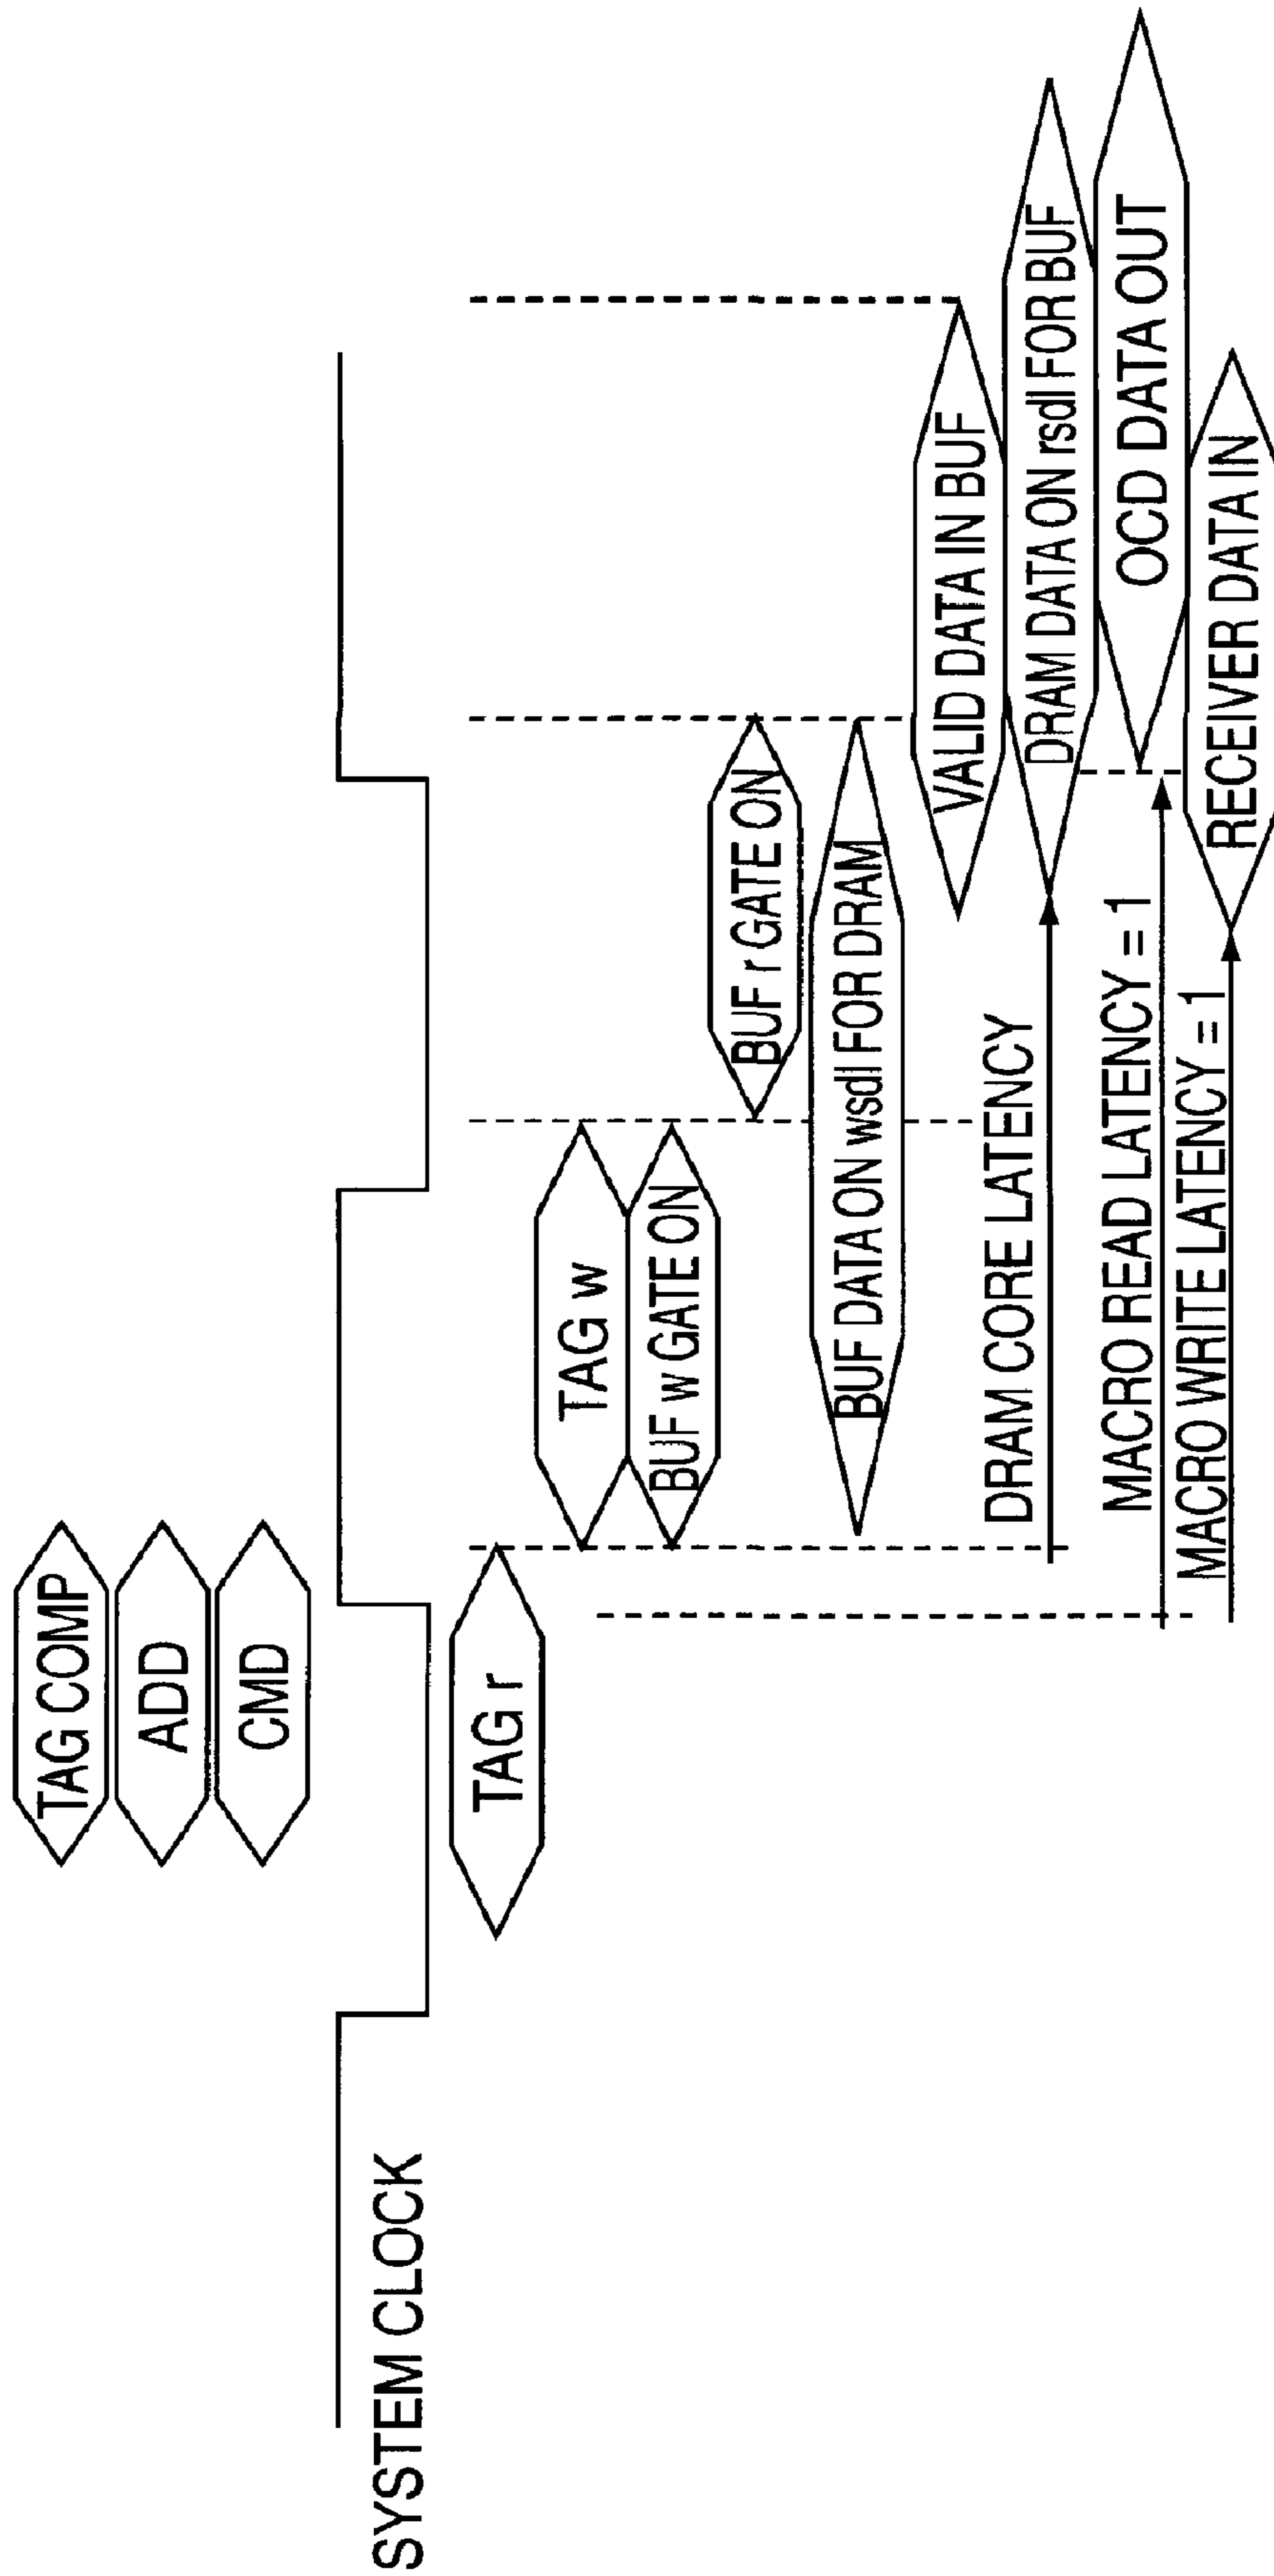 TAG COMP
ADD
CMD
SYSTEM CLOCK
TAG r
TAG w
BUF w GATE ON
BUF r GATE ON
BUF DATA ON wsdl FOR DRAM
VALID DATA IN BUF
DRAM CORE LATENCY
DRAM DATA ON rsdl FOR BUF
MACRO READ LATENCY = 1
OCD DATA OUT
MACRO WRITE LATENCY = 1
RECEIVER DATA IN